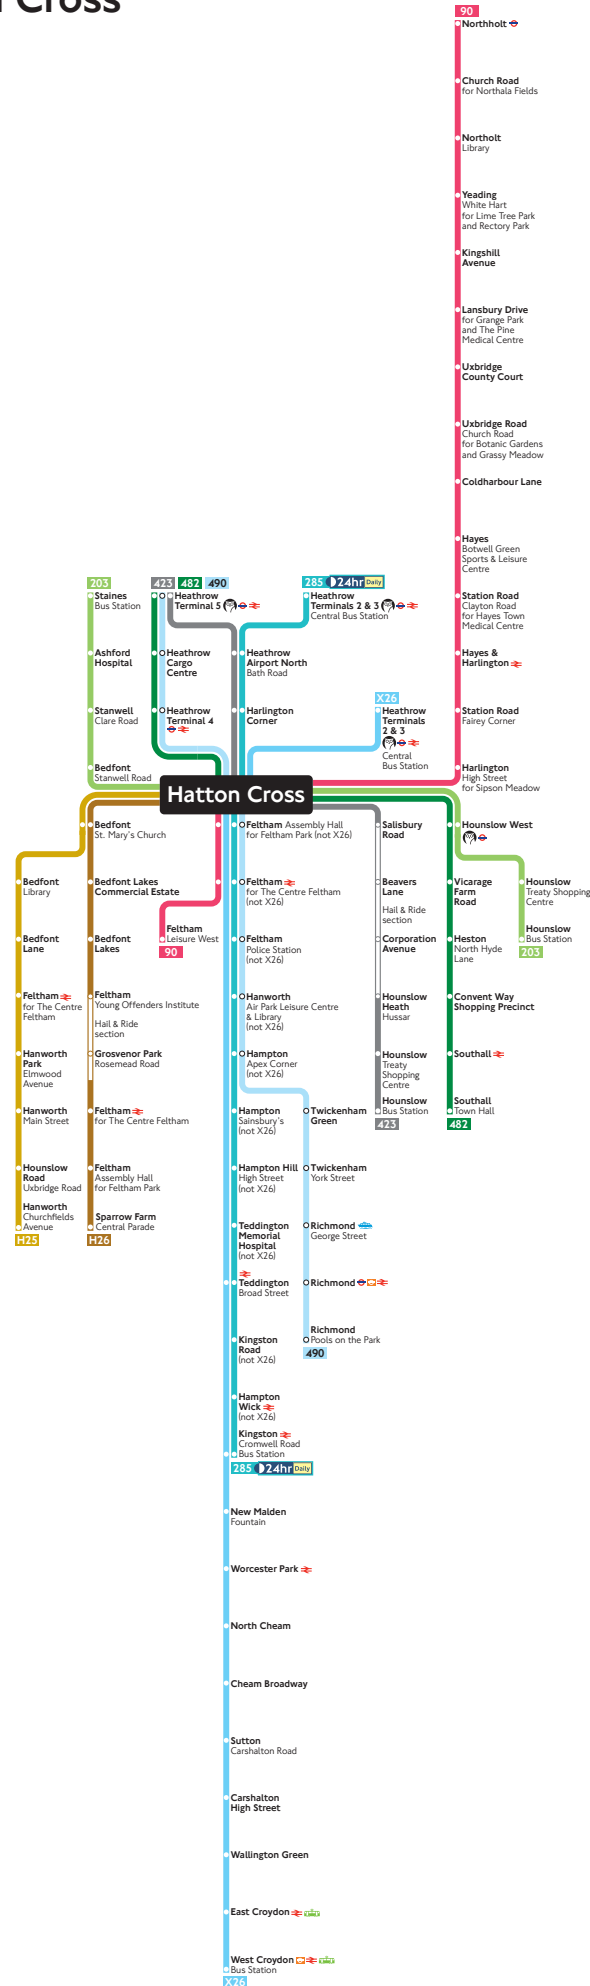 Cross
90
Northholt
Church Road
for Northala Fields
Northolt
Library
Yeading
White Hart
for Lime Tree Park
and Rectory Park
Kingshill
Avenue
Lansbury Drive
for Grange Park
and The Pine
Medical Centre
Uxbridge
County Court
Uxbridge Road
Church Road
for Botanic Gardens
and Grassy Meadow
Coldharbour Lane
Hayes
Botwell Green
Sports & Leisure
Centre
Station Road
Clayton Road
for Hayes Town
Medical Centre
Hayes &
Harlington
Station Road
Fairey Corner
Harlington
High Street
for Sipson Meadow
203
Staines
Bus Station
Ashford
Hospital
Stanwell
Clare Road
Bedfont
Stanwell Road
423 482 490
Heathrow
Terminal 5
Heathrow
Cargo
Centre
Heathrow
Terminal 4
285 24hr Daily
Heathrow
Terminals 2 & 3
Central Bus Station
Heathrow
Airport North
Bath Road
Harlington
Corner
X26
Heathrow
Terminals
2 & 3
Central
Bus Station
Hatton Cross
Bedfont
St. Mary's Church
Bedfont
Library
Bedfont
Lane
Feltham
for The Centre
Feltham
Hanworth
Park
Elmwood
Avenue
Hanworth
Main Street
Hounslow
Road
Uxbridge Road
Hanworth
Churchfields
Avenue
H25
Bedfont Lakes
Commercial Estate
Bedfont
Lakes
Feltham
Young Offenders Institute
Hail & Ride
section
Grosvenor Park
Rosemead Road
Feltham
for The Centre Feltham
Feltham
Assembly Hall
for Feltham Park
Sparrow Farm
Central Parade
H26
Feltham
Leisure West
90
Feltham Assembly Hall
for Feltham Park (not X26)
Feltham
for The Centre Feltham
(not X26)
Feltham
Police Station
(not X26)
Hanworth
Air Park Leisure Centre
& Library
(not X26)
Hampton
Apex Corner
(not X26)
Hampton
Sainsbury's
(not X26)
Hampton Hill
High Street
(not X26)
Teddington
Memorial
Hospital
(not X26)
Teddington
Broad Street
Kingston
Road
(not X26)
Hampton
Wick
(not X26)
Kingston
Cromwell Road
Bus Station
285 24hr Daily
New Malden
Fountain
Worcester Park
North Cheam
Cheam Broadway
Sutton
Carshalton Road
Carshalton
High Street
Wallington Green
East Croydon
West Croydon
Bus Station
X26
Twickenham
Green
Twickenham
York Street
Richmond
George Street
Richmond
Richmond
Pools on the Park
490
Salisbury
Road
Beavers
Lane
Hail & Ride
section
Corporation
Avenue
Hounslow
Heath
Hussar
Hounslow
Treaty
Shopping
Centre
Hounslow
Bus Station
423
Hounslow West
Vicarage
Farm
Road
Heston
North Hyde
Lane
Convent Way
Shopping Precinct
Southall
Southall
Town Hall
482
Hounslow
Treaty Shopping
Centre
Hounslow
Bus Station
203